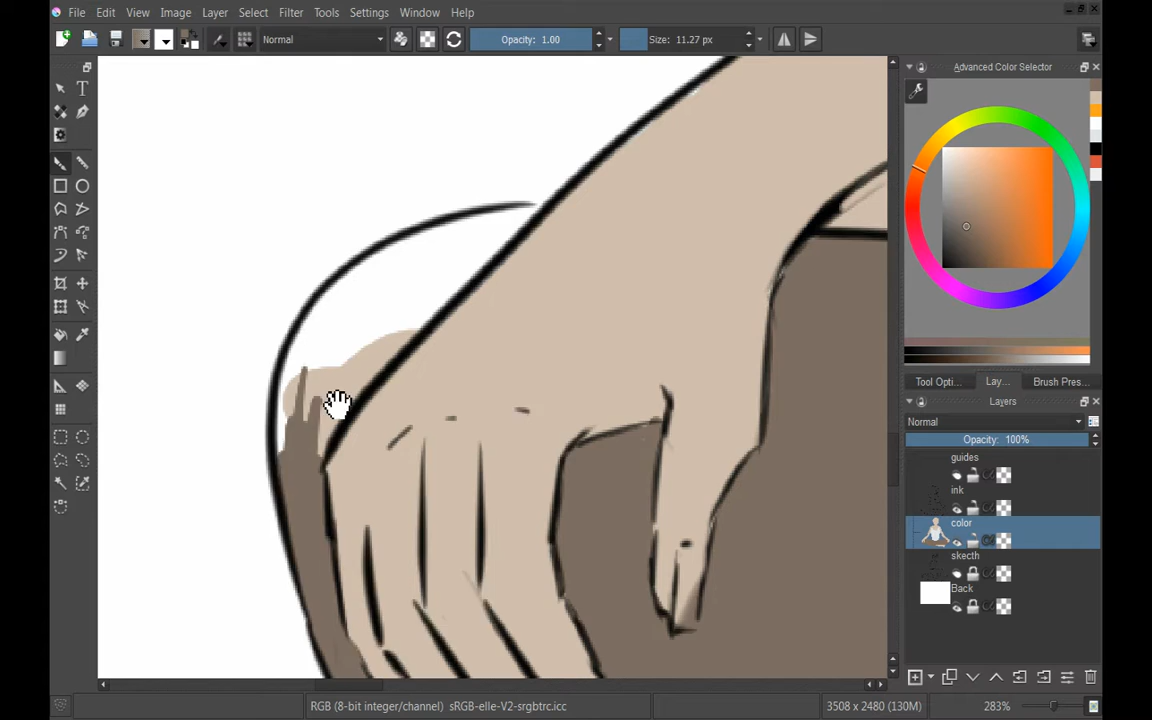 File Edit View Image Layer Select Filter Tools Settings Window Help
Normal Opacity: 1.00 Size: 11.27 px
T
Advanced Color Selector
Tool Opti... Lay... Brush Pres...
Layers
Normal
Opacity: 100%
guides
ink
color
skecth
Back
RGB (8-bit integer/channel) sRGB-elle-V2-srgbtrc.icc 3508 x 2480 (130M) 283%